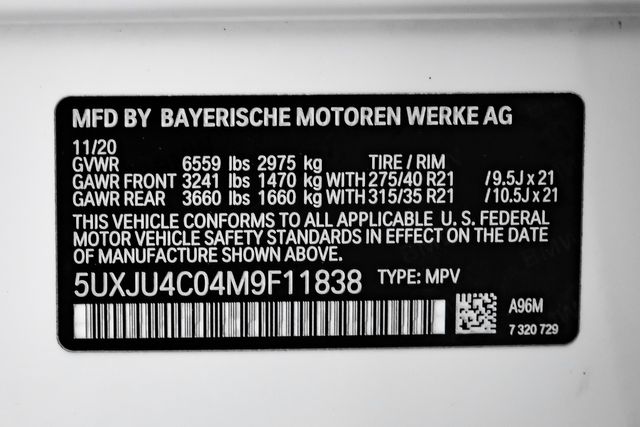 MFD BY BAYERISCHE MOTOREN WERKE AG
11/20
GVWR 6559 lbs 2975 kg TIRE / RIM
GAWR FRONT 3241 lbs 1470 kg WITH 275/40 R21 /9.5J x 21
GAWR REAR 3660 lbs 1660 kg WITH 315/35 R21 /10.5J x 21
THIS VEHICLE CONFORMS TO ALL APPLICABLE U. S. FEDERAL
MOTOR VEHICLE SAFETY STANDARDS IN EFFECT ON THE DATE
OF MANUFACTURE SHOWN ABOVE.
5UXJU4C04M9F11838 TYPE: MPV
A96M
7 320 729